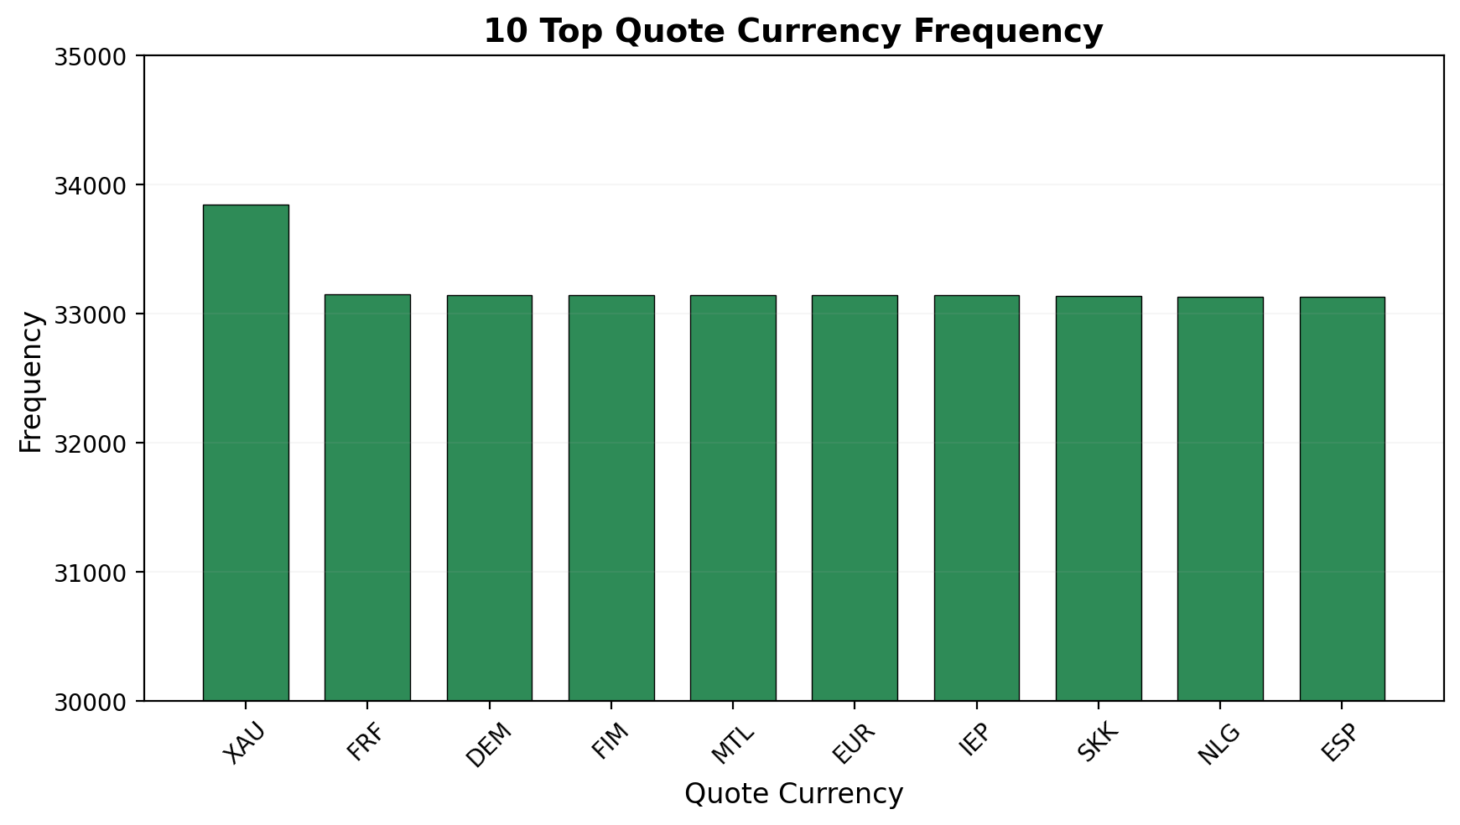 10 Top Quote Currency Frequency
35000
34000
33000
32000
31000
30000
Frequency
XAU
FRF
DEM
FIM
MTL
EUR
IEP
SKK
NLG
ESP
Quote Currency